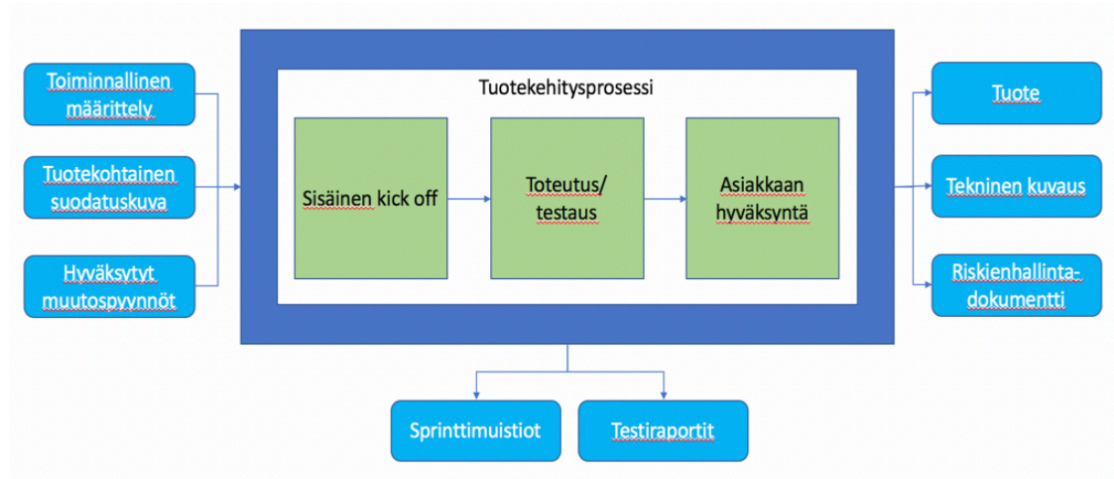 Toiminnallinen
määrittely
Tuotekohtainen
suodatuskuva
Hyväksytyt
muutospyynnöt
Tuotekehitysprosessi
Sisäinen kick off
Toteutus/
testaus
Asiakkaan
hyväksyntä
Tuote
Tekninen kuvaus
Riskienhallinta-
dokumentti
Sprinttimuistiot
Testiraportit